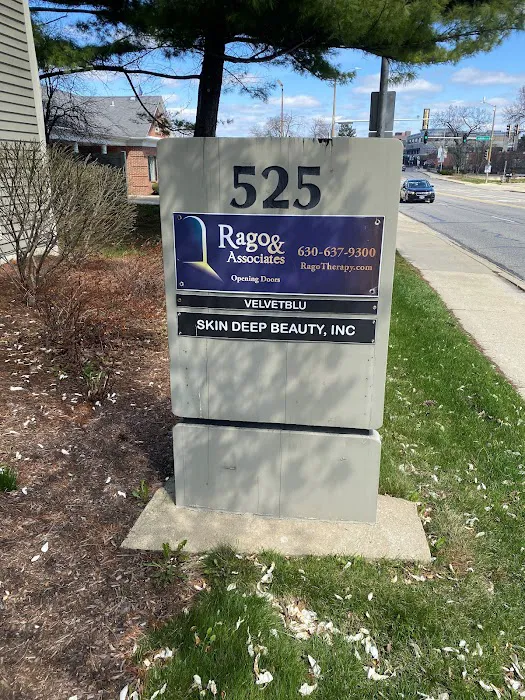 525
Rago &
Associates
Opening Doors
630-637-9300
RagoTherapy.com
VELVETBLU
SKIN DEEP BEAUTY, INC